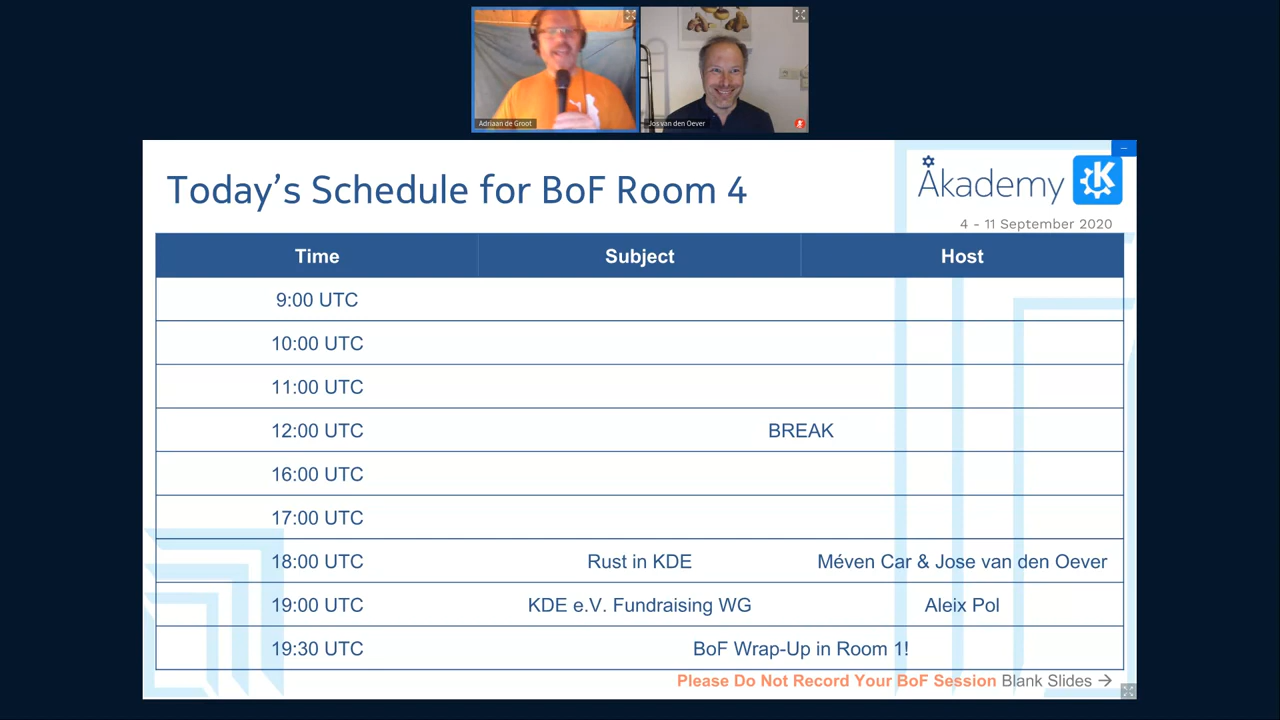 Adriaan de Groot
Jos van den Oever
Today's Schedule for BoF Room 4
Akademy
4 - 11 September 2020
Time Subject Host
9:00 UTC
10:00 UTC
11:00 UTC
12:00 UTC BREAK
16:00 UTC
17:00 UTC
18:00 UTC Rust in KDE Méven Car & Jose van den Oever
19:00 UTC KDE e.V. Fundraising WG Aleix Pol
19:30 UTC BoF Wrap-Up in Room 1!
Please Do Not Record Your BoF Session Blank Slides →